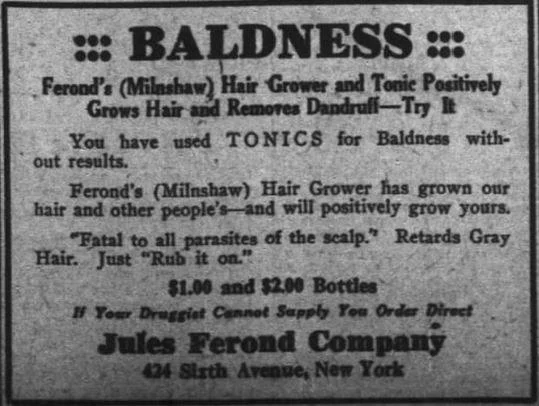 BALDNESS
Ferond's (Milnshaw) Hair Grower and Tonic Positively
Grows Hair and Removes Dandruff—Try It
You have used TONICS for Baldness with-
out results.
Ferond's (Milnshaw) Hair Grower has grown our
hair and other people's—and will positively grow yours.
"Fatal to all parasites of the scalp." Retards Gray
Hair. Just "Rub it on."
$1.00 and $2.00 Bottles
If Your Druggist Cannot Supply You Order Direct
Jules Ferond Company
424 Sixth Avenue, New York